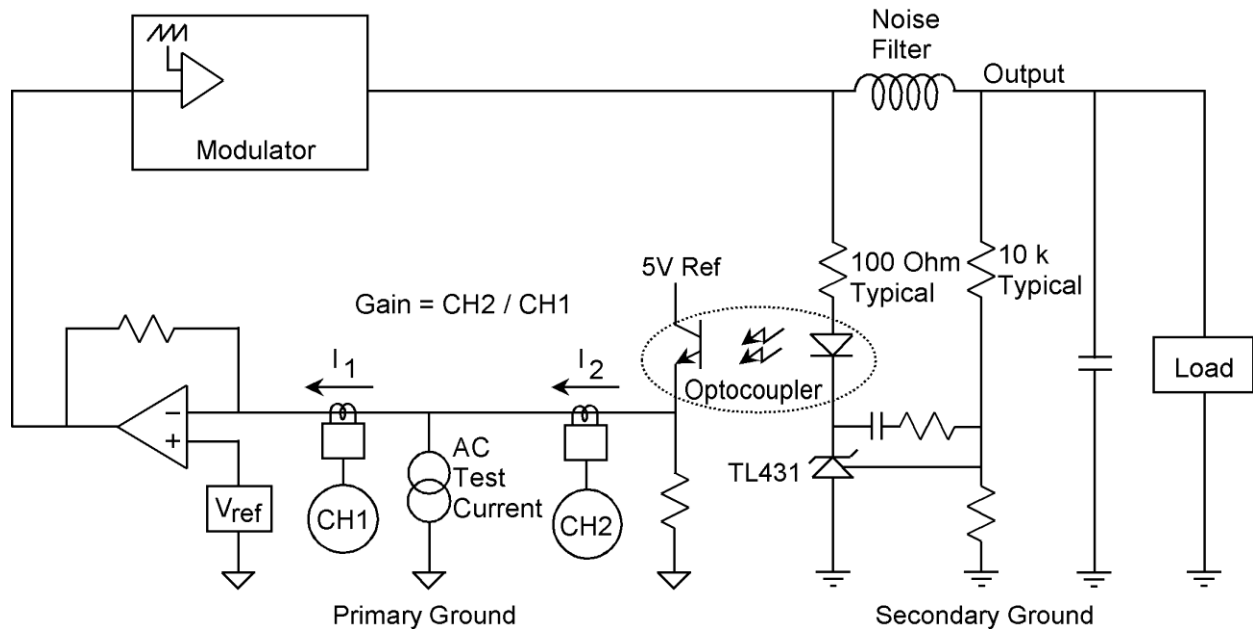 Noise
Filter
Output
Modulator
5V Ref
100 Ohm
Typical
10 k
Typical
Gain = CH2 / CH1
I1
I2
Optocoupler
Load
−
+
AC
Test
Current
TL431
Vref
CH1
CH2
Primary Ground
Secondary Ground